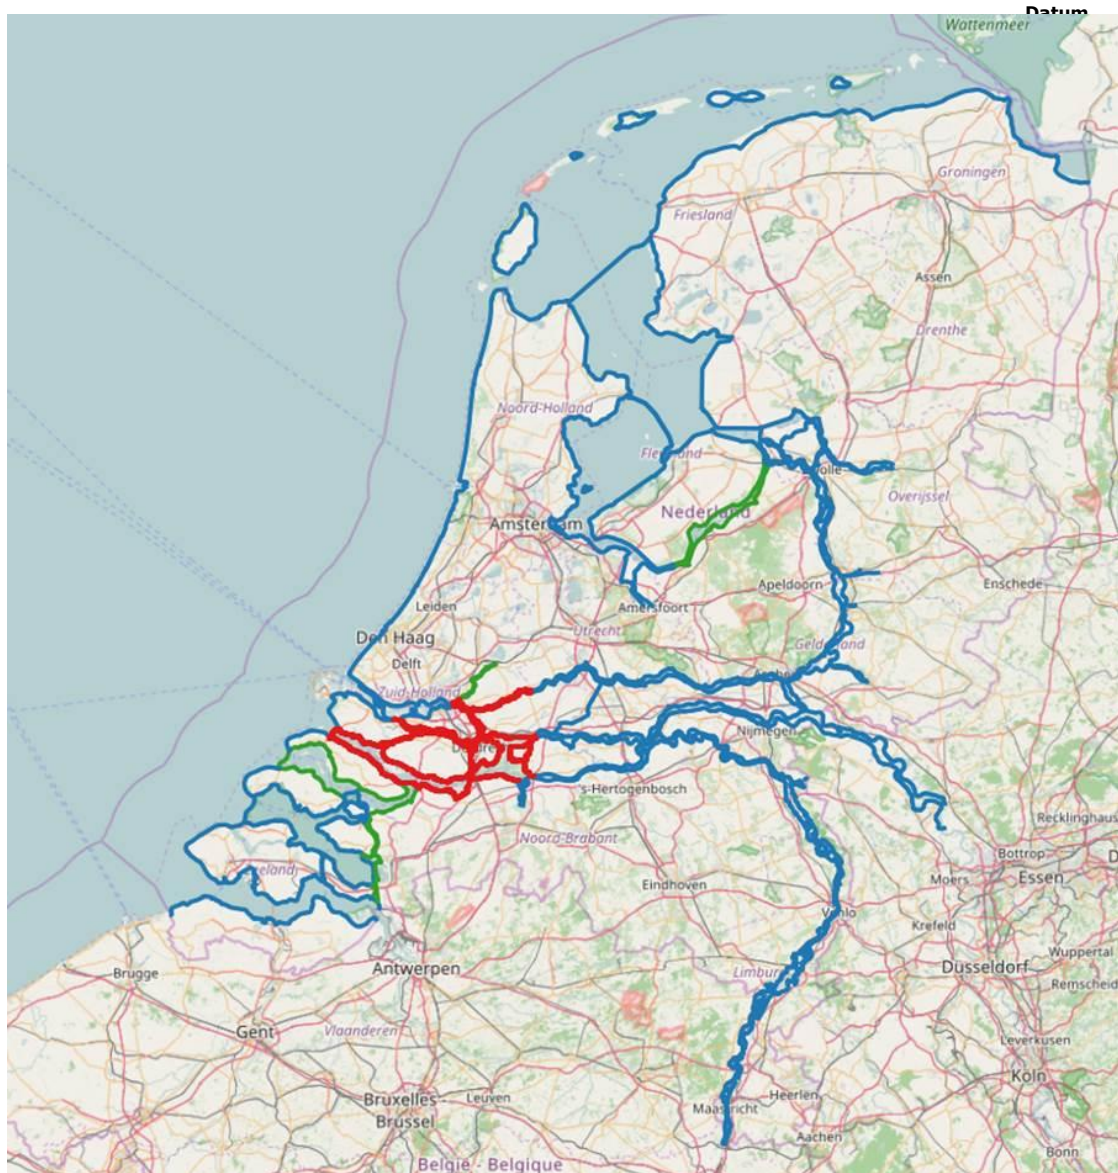 Datum
Wattenmeer
Groningen
Friesland
Assen
Drenthe
Noord-Holland
Overijssel
Nederland
Amsterdam
Enschede
Apeldoorn
Leiden
Amersfoort
Utrecht
Den Haag
Gelderland
Delft
Zuid-Holland
Nijmegen
's-Hertogenbosch
Recklinghaus
Noord-Brabant
Bottrop
Essen
Moers
Eindhoven
Krefeld
Wuppertal
Düsseldorf
Antwerpen
Brugge
Limburg
Remscheid
Gent
Vlaanderen
Leverkusen
Köln
Bruxelles -
Brussel
Leuven
Heerlen
Maastricht
Aachen
Bonn
België - Belgique